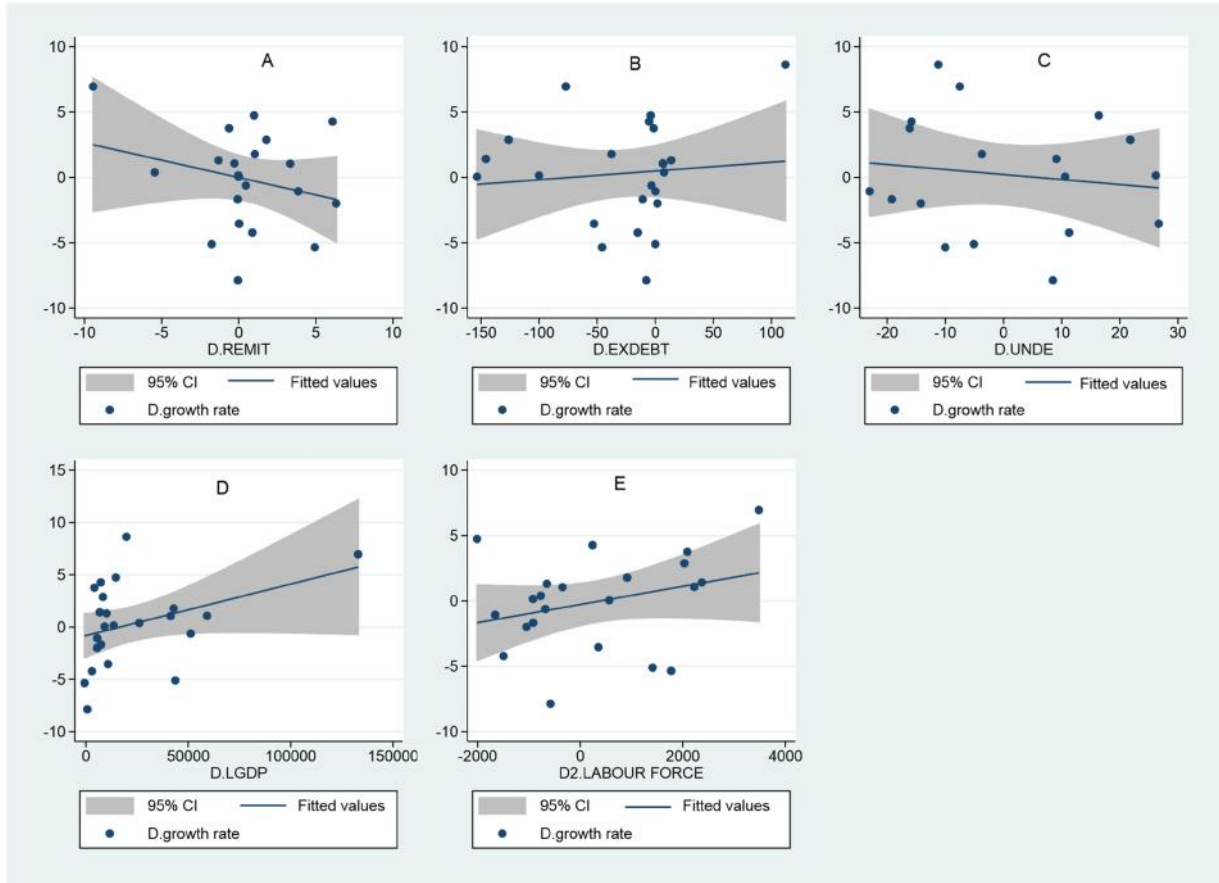 A
10
5
0
-5
-10
-10 -5 0 5 10
D.REMIT
95% CI Fitted values
D.growth rate
B
10
5
0
-5
-10
-150 -100 -50 0 50 100
D.EXDEBT
95% CI Fitted values
D.growth rate
C
10
5
0
-5
-10
-20 -10 0 10 20 30
D.UNDE
95% CI Fitted values
D.growth rate
D
15
10
5
0
-5
-10
0 50000 100000 150000
D.LGDP
95% CI Fitted values
D.growth rate
E
10
5
0
-5
-10
-2000 0 2000 4000
D2.LABOUR FORCE
95% CI Fitted values
D.growth rate